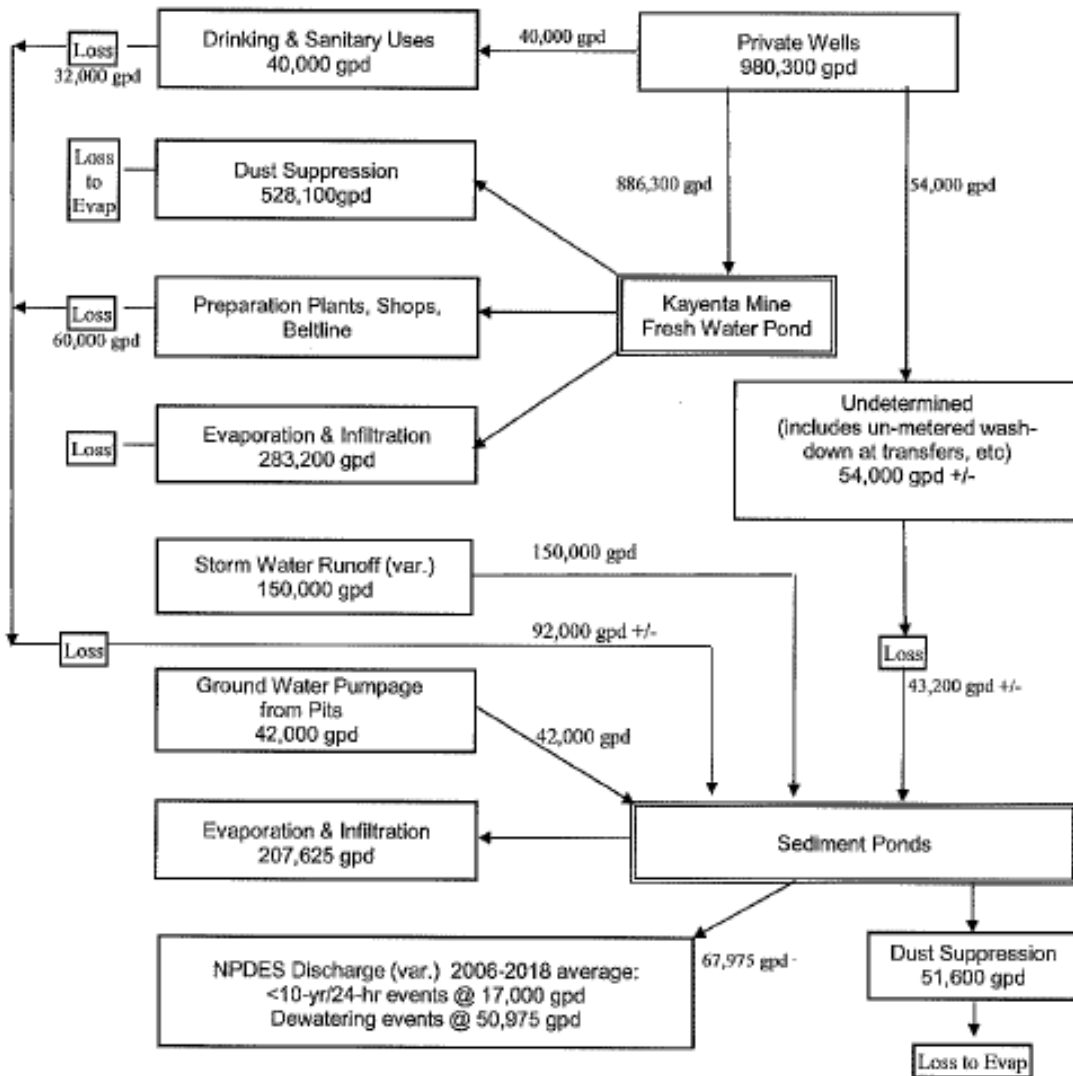 Loss
32,000 gpd
Drinking & Sanitary Uses
40,000 gpd
40,000 gpd
Private Wells
980,300 gpd
Loss
to
Evap
Dust Suppression
528,100gpd
886,300 gpd
54,000 gpd
Loss
60,000 gpd
Preparation Plants, Shops,
Beltline
Kayenta Mine
Fresh Water Pond
Undetermined
(includes un-metered wash-
down at transfers, etc)
54,000 gpd +/-
Loss
Evaporation & Infiltration
283,200 gpd
Storm Water Runoff (var.)
150,000 gpd
150,000 gpd
Loss
92,000 gpd +/-
Loss
43,200 gpd +/-
Ground Water Pumpage
from Pits
42,000 gpd
42,000 gpd
Evaporation & Infiltration
207,625 gpd
Sediment Ponds
NPDES Discharge (var.) 2006-2018 average:
<10-yr/24-hr events @ 17,000 gpd
Dewatering events @ 50,975 gpd
67,975 gpd
Dust Suppression
51,600 gpd
Loss to Evap